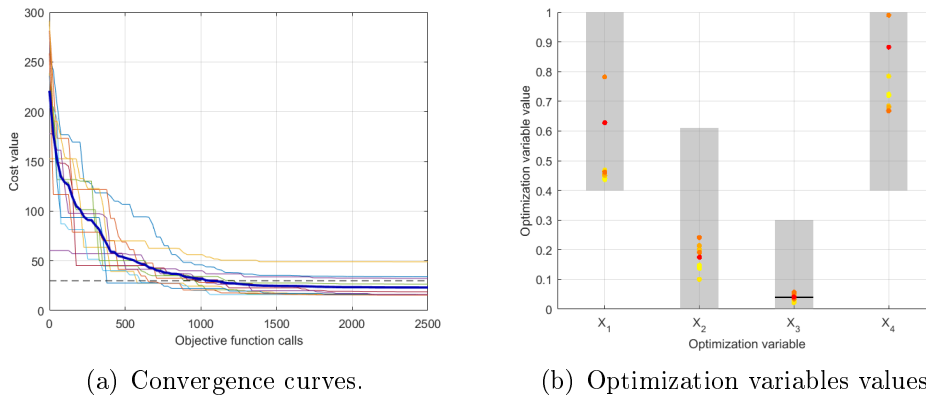 300
250
200
150
100
50
0
Cost value
0 500 1000 1500 2000 2500
Objective function calls
(a) Convergence curves.
1
0.9
0.8
0.7
0.6
0.5
0.4
0.3
0.2
0.1
0
Optimization variable value
X1 X2 X3 X4
Optimization variable
(b) Optimization variables values